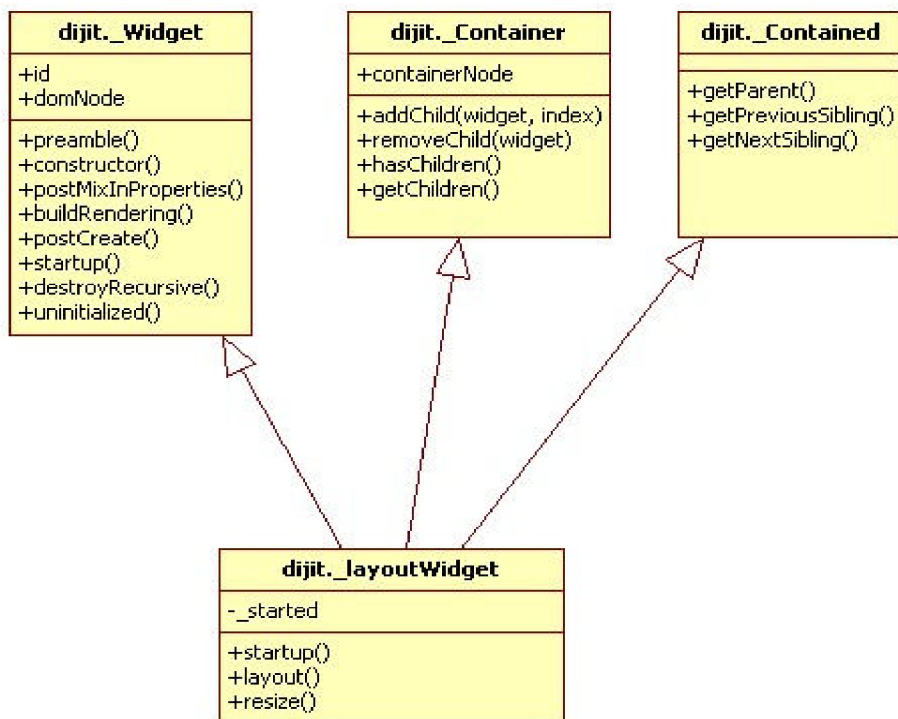 dijit._Widget
+id
+domNode
+preamble()
+constructor()
+postMixInProperties()
+buildRendering()
+postCreate()
+startup()
+destroyRecursive()
+uninitialized()
dijit._Container
+containerNode
+addChild(widget, index)
+removeChild(widget)
+hasChildren()
+getChildren()
dijit._Contained
+getParent()
+getPreviousSibling()
+getNextSibling()
dijit._layoutWidget
-_started
+startup()
+layout()
+resize()